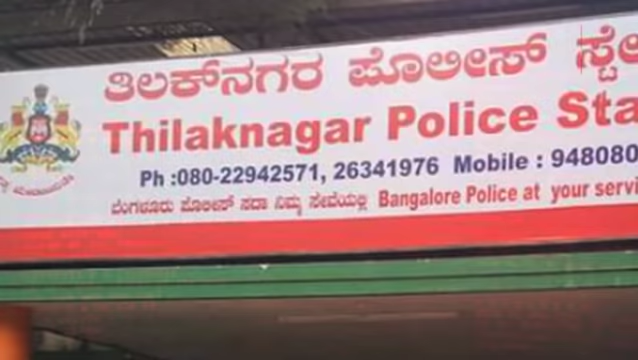 ತಿಲಕ್‌ನಗರ ಪೊಲೀಸ್ ಸ್ಟೇ
Thilaknagar Police Sta
Ph :080-22942571, 26341976 Mobile : 948080
ಬೆಂಗಳೂರು ಪೊಲೀಸ್ ಸದಾ ನಿಮ್ಮ ಸೇವೆಯಲ್ಲಿ Bangalore Police at your servi